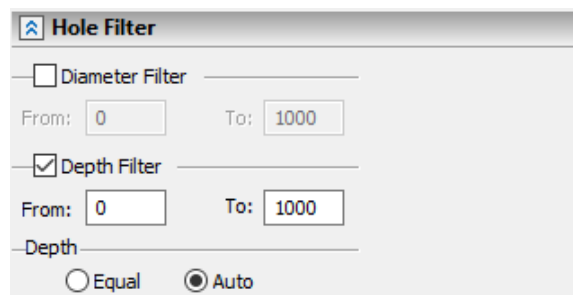 Hole Filter
Diameter Filter
From: 0 To: 1000
Depth Filter
From: 0 To: 1000
Depth
Equal Auto